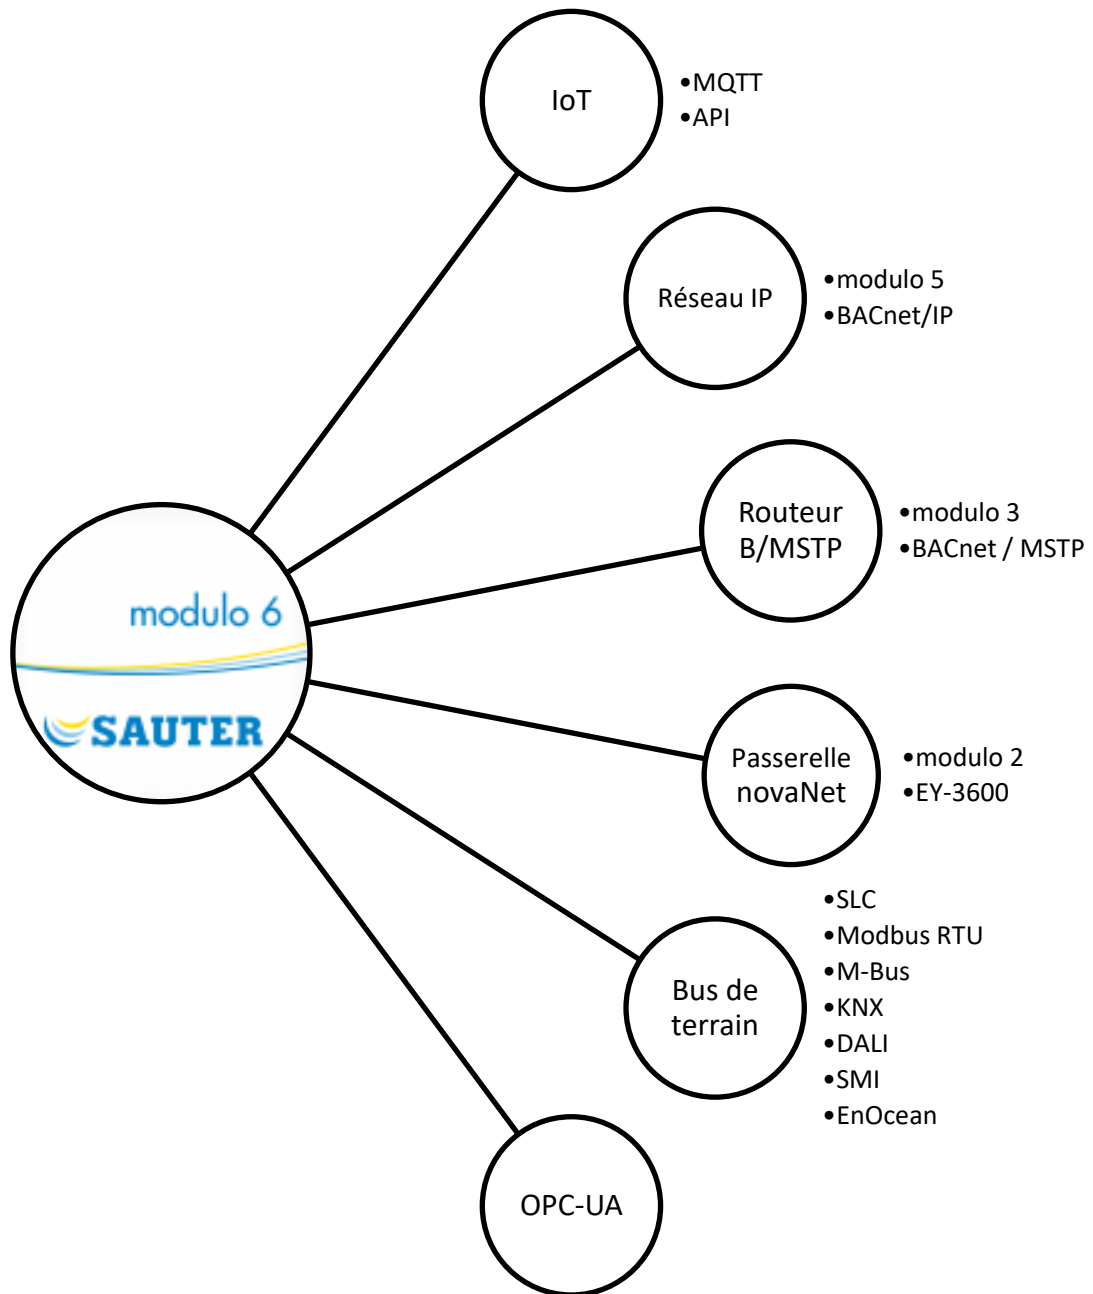 IoT
•MQTT
•API
Réseau IP
•modulo 5
•BACnet/IP
Routeur
B/MSTP
•modulo 3
•BACnet / MSTP
modulo 6
SAUTER
Passerelle
novaNet
•modulo 2
•EY-3600
Bus de
terrain
•SLC
•Modbus RTU
•M-Bus
•KNX
•DALI
•SMI
•EnOcean
OPC-UA